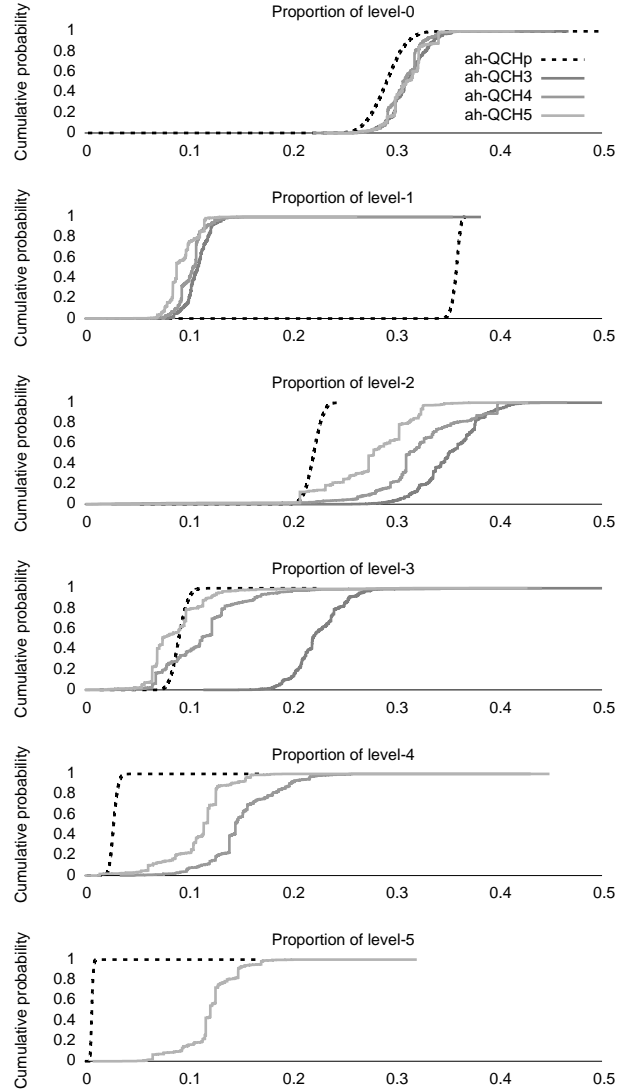 Proportion of level-0
Cumulative probability
1
0.8
0.6
0.4
0.2
0
ah-QCHp
ah-QCH3
ah-QCH4
ah-QCH5
0 0.1 0.2 0.3 0.4 0.5
Proportion of level-1
Cumulative probability
1
0.8
0.6
0.4
0.2
0
0 0.1 0.2 0.3 0.4 0.5
Proportion of level-2
Cumulative probability
1
0.8
0.6
0.4
0.2
0
0 0.1 0.2 0.3 0.4 0.5
Proportion of level-3
Cumulative probability
1
0.8
0.6
0.4
0.2
0
0 0.1 0.2 0.3 0.4 0.5
Proportion of level-4
Cumulative probability
1
0.8
0.6
0.4
0.2
0
0 0.1 0.2 0.3 0.4 0.5
Proportion of level-5
Cumulative probability
1
0.8
0.6
0.4
0.2
0
0 0.1 0.2 0.3 0.4 0.5